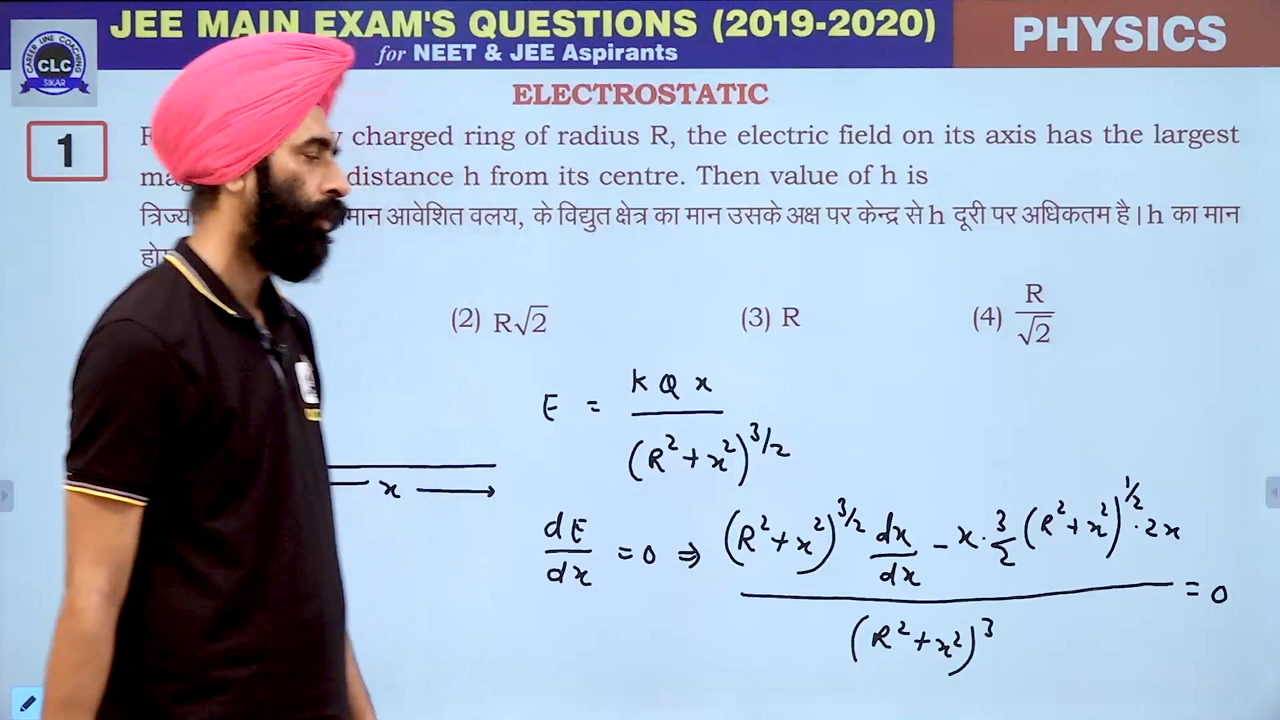 JEE MAIN EXAM'S QUESTIONS (2019-2020)
for NEET & JEE Aspirants
PHYSICS
CAREER LINE COACHING
CLC
SIKAR
ELECTROSTATIC
1
charged ring of radius R, the electric field on its axis has the largest
distance h from its centre. Then value of h is
आवेशित वलय, के विद्युत क्षेत्र का मान उसके अक्ष पर केन्द्र से h दूरी पर अधिकतम है। h का मान
(2) R√2 (3) R (4) R/√2
E = KQx/(R²+x²)^3/2
x
dE/dx = 0 ⇒ ((R²+x²)^3/2 dx/dx - x·3/2 (R²+x²)^1/2 ·2x)/(R²+x²)^3 = 0